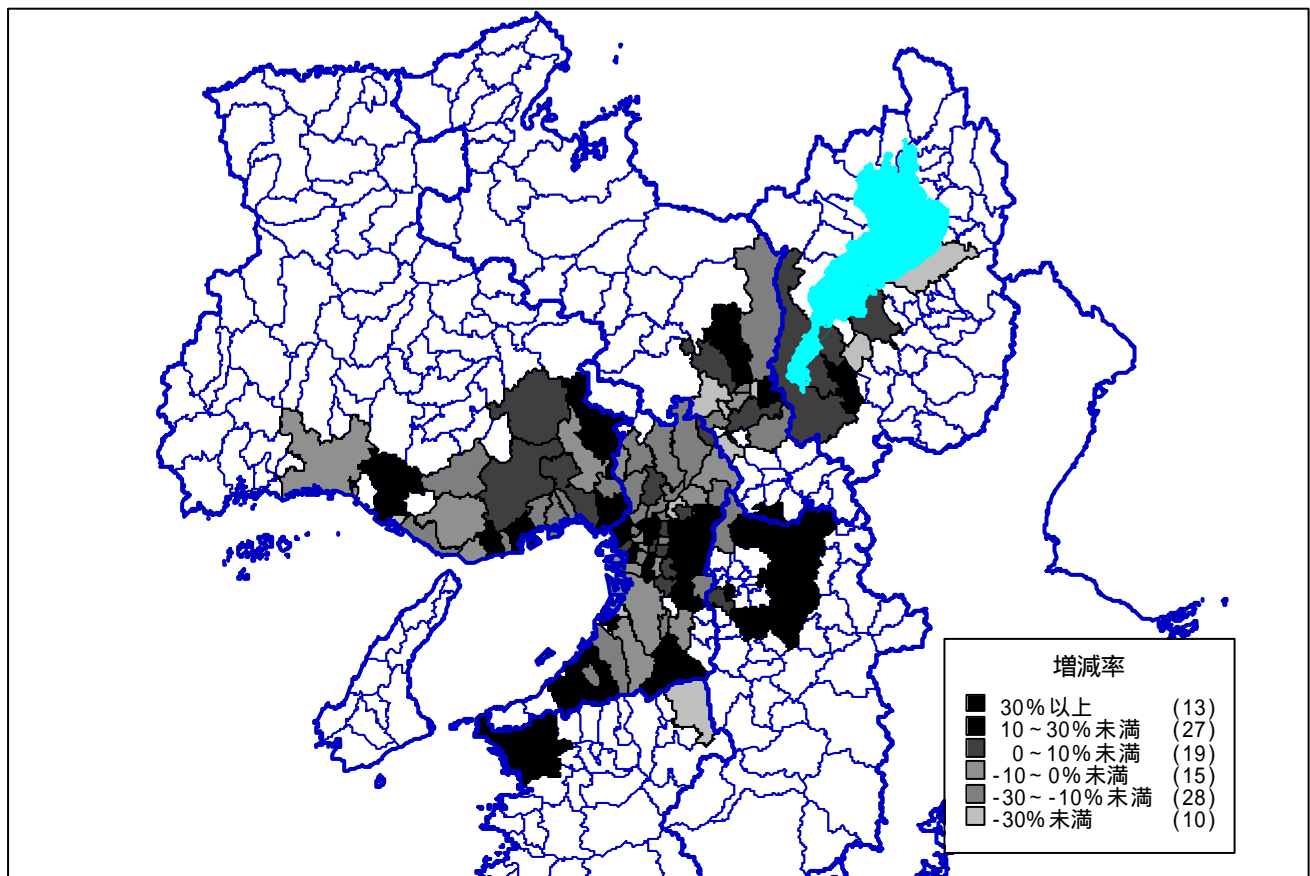 増減率
30%以上 (13)
10~30%未満 (27)
0~10%未満 (19)
-10~0%未満 (15)
-30~-10%未満 (28)
-30%未満 (10)